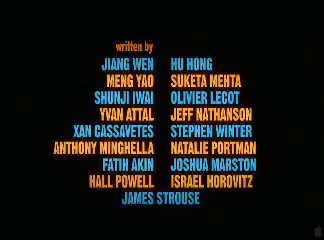 written by
JIANG WEN HU HONG
MENG YAO SUKETA MEHTA
SHUNJI IWAI OLIVIER LECOT
YVAN ATTAL JEFF NATHANSON
XAN CASSAVETES STEPHEN WINTER
ANTHONY MINGHELLA NATALIE PORTMAN
FATIH AKIN JOSHUA MARSTON
HALL POWELL ISRAEL HOROVITZ
JAMES STROUSE